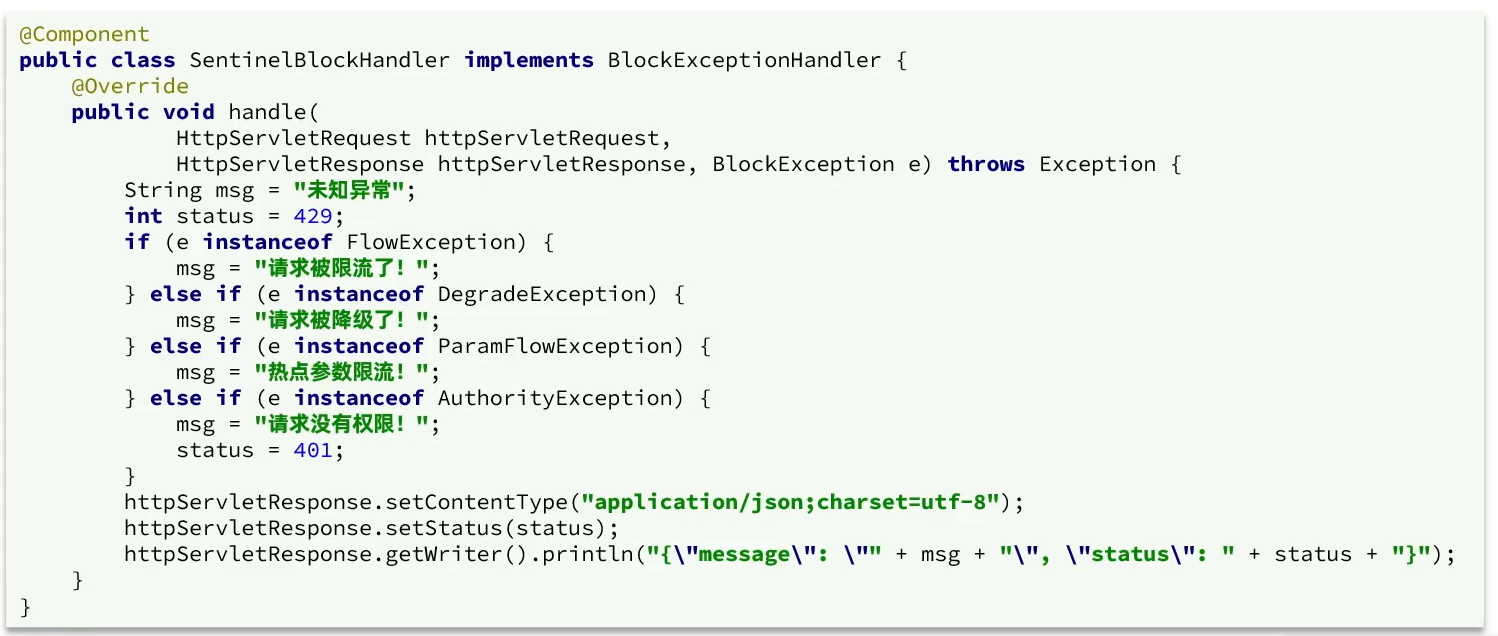 @Component
public class SentinelBlockHandler implements BlockExceptionHandler {
    @Override
    public void handle(
            HttpServletRequest httpServletRequest,
            HttpServletResponse httpServletResponse, BlockException e) throws Exception {
        String msg = "未知异常";
        int status = 429;
        if (e instanceof FlowException) {
            msg = "请求被限流了！";
        } else if (e instanceof DegradeException) {
            msg = "请求被降级了！";
        } else if (e instanceof ParamFlowException) {
            msg = "热点参数限流！";
        } else if (e instanceof AuthorityException) {
            msg = "请求没有权限！";
            status = 401;
        }
        httpServletResponse.setContentType("application/json;charset=utf-8");
        httpServletResponse.setStatus(status);
        httpServletResponse.getWriter().println("{\"message\": \"" + msg + "\", \"status\": " + status + "}");
    }
}